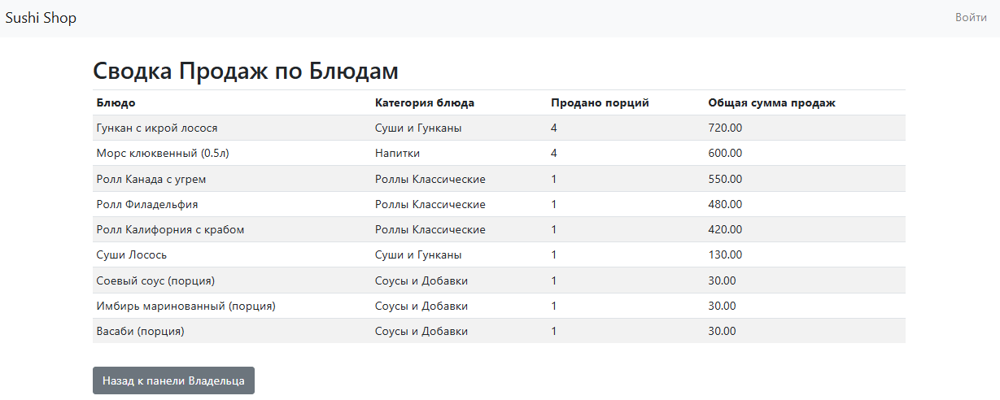 Sushi Shop Войти
Сводка Продаж по Блюдам
Блюдо Категория блюда Продано порций Общая сумма продаж
Гункан с икрой лосося Суши и Гунканы 4 720.00
Морс клюквенный (0.5л) Напитки 4 600.00
Ролл Канада с угрем Роллы Классические 1 550.00
Ролл Филадельфия Роллы Классические 1 480.00
Ролл Калифорния с крабом Роллы Классические 1 420.00
Суши Лосось Суши и Гунканы 1 130.00
Соевый соус (порция) Соусы и Добавки 1 30.00
Имбирь маринованный (порция) Соусы и Добавки 1 30.00
Васаби (порция) Соусы и Добавки 1 30.00
Назад к панели Владельца